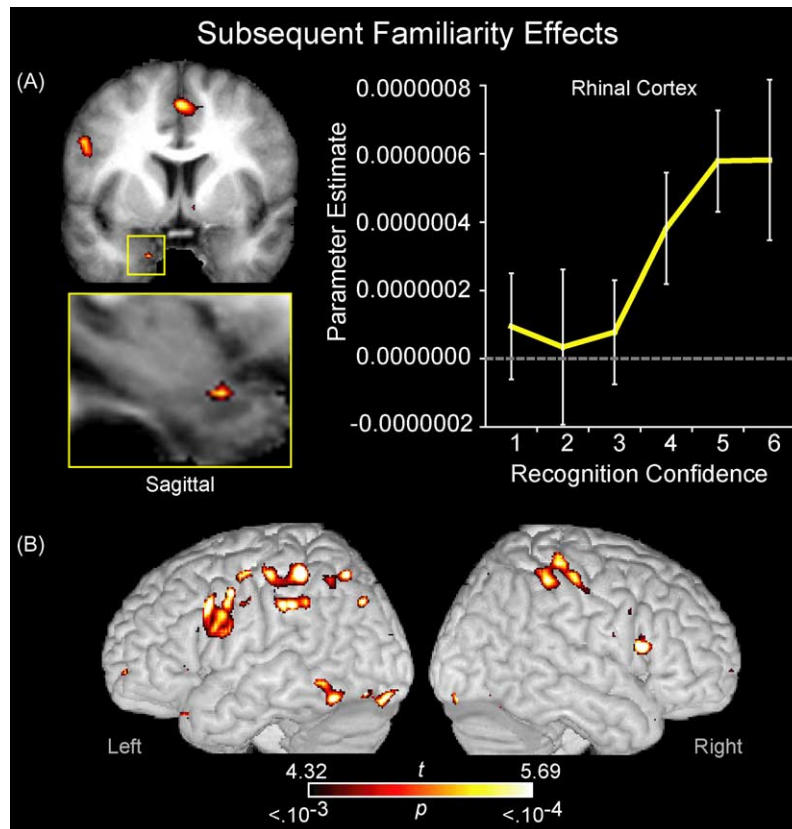 Subsequent Familiarity Effects
(A)
Rhinal Cortex
Parameter Estimate
0.0000008
0.0000006
0.0000004
0.0000002
0.0000000
-0.0000002
1 2 3 4 5 6
Recognition Confidence
Sagittal
(B)
Left
Right
4.32 t 5.69
<.10-3 p <.10-4